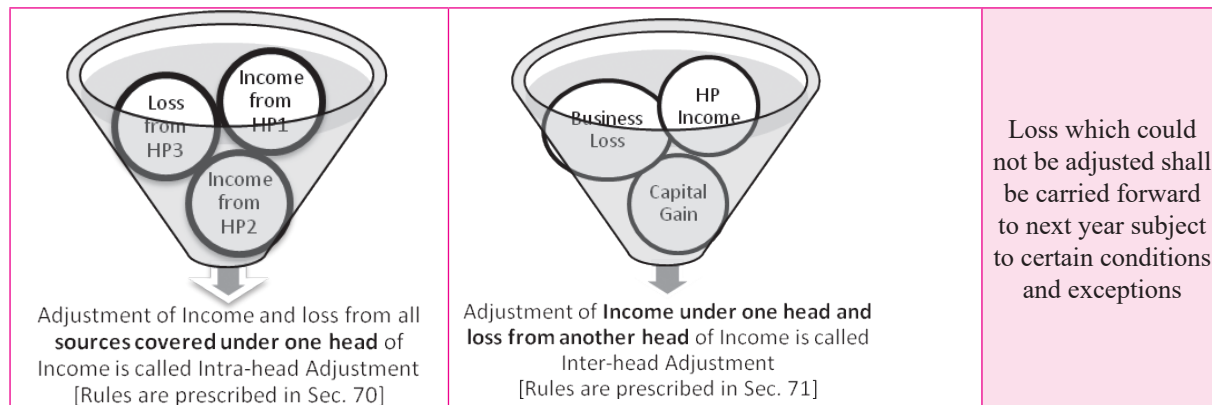 Loss
from
HP3
Income
from
HP1
Income
from
HP2
Adjustment of Income and loss from all
sources covered under one head of
Income is called Intra-head Adjustment
[Rules are prescribed in Sec. 70]
Business
Loss
HP
Income
Capital
Gain
Adjustment of Income under one head and
loss from another head of Income is called
Inter-head Adjustment
[Rules are prescribed in Sec. 71]
Loss which could
not be adjusted shall
be carried forward
to next year subject
to certain conditions
and exceptions